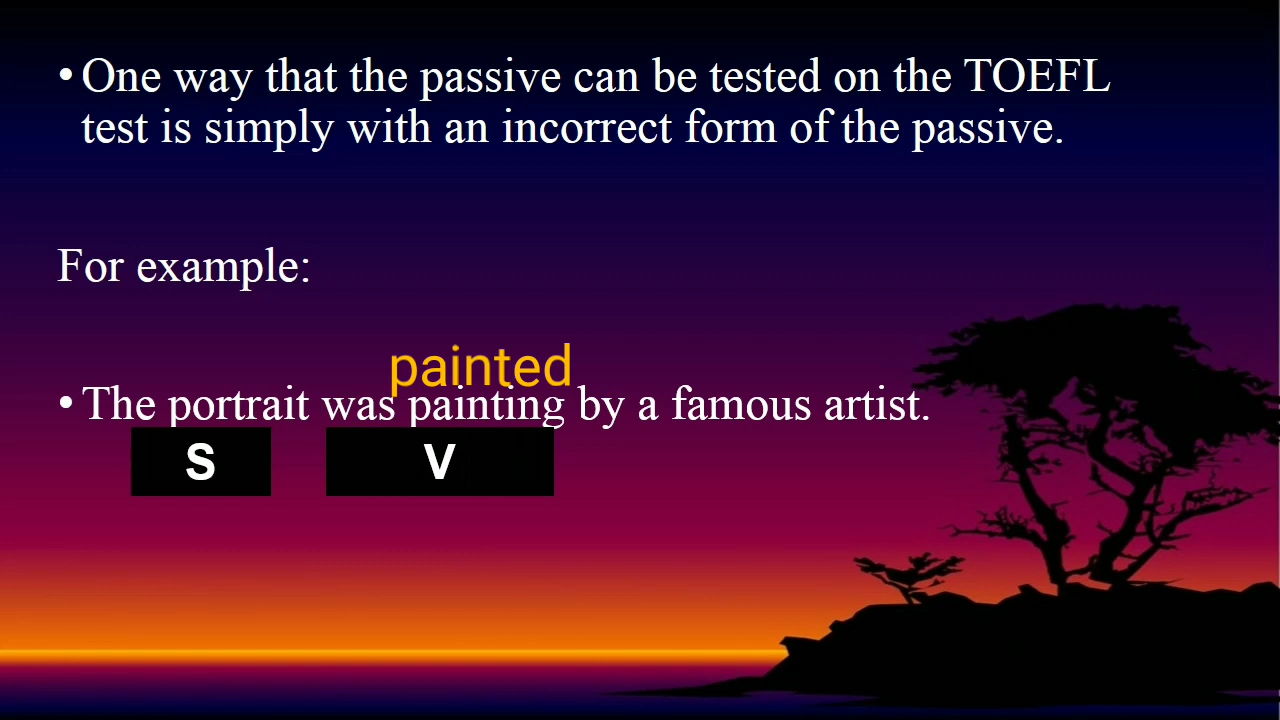 • One way that the passive can be tested on the TOEFL
test is simply with an incorrect form of the passive.
For example:
painted
• The portrait was painting by a famous artist.
S V